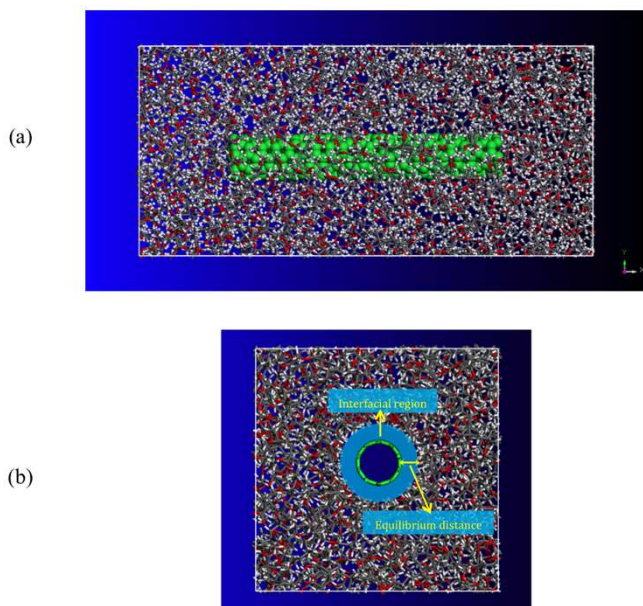 (a)
Y
X
(b)
Interfacial region
Equilibrium distance